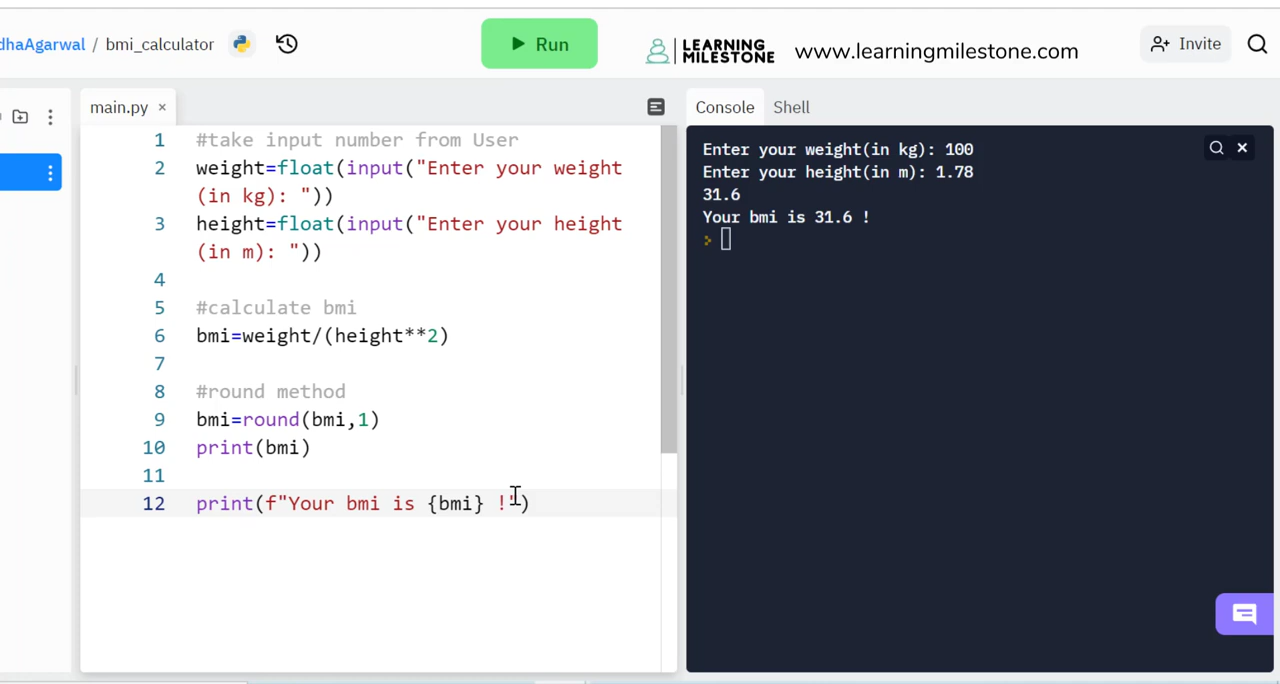 dhaAgarwal / bmi_calculator
Run
LEARNING
MILESTONE
www.learningmilestone.com
Invite
main.py ×
Console
Shell
1 #take input number from User
2 weight=float(input("Enter your weight
(in kg): "))
3 height=float(input("Enter your height
(in m): "))
4
5 #calculate bmi
6 bmi=weight/(height**2)
7
8 #round method
9 bmi=round(bmi,1)
10 print(bmi)
11
12 print(f"Your bmi is {bmi} !")
Enter your weight(in kg): 100
Enter your height(in m): 1.78
31.6
Your bmi is 31.6 !